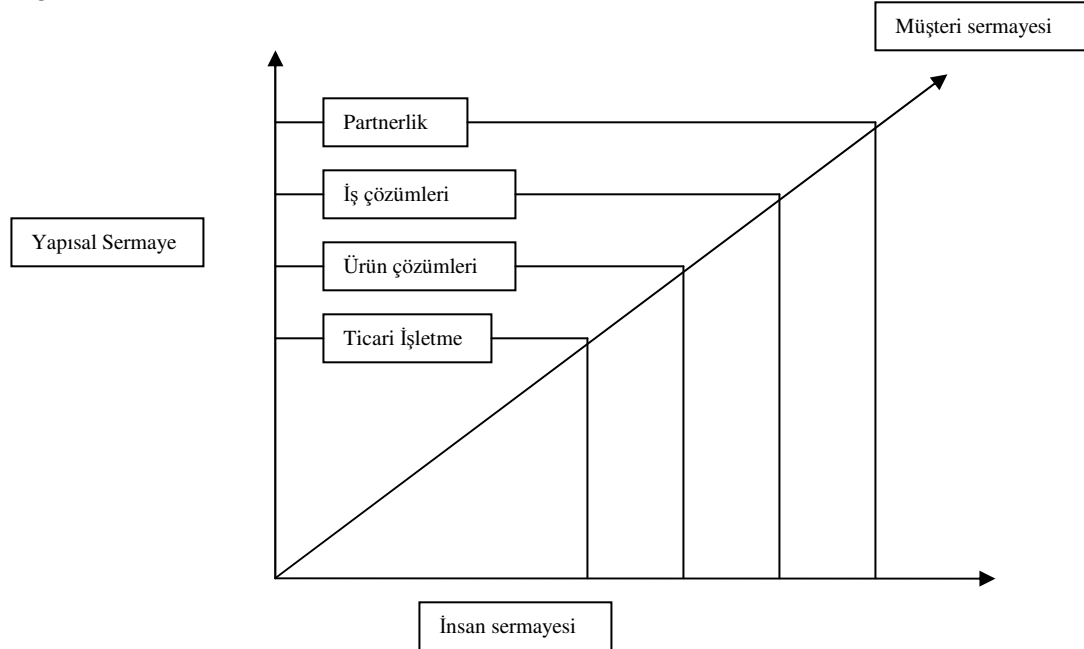 Müşteri sermayesi
Partnerlik
İş çözümleri
Yapısal Sermaye
Ürün çözümleri
Ticari İşletme
İnsan sermayesi